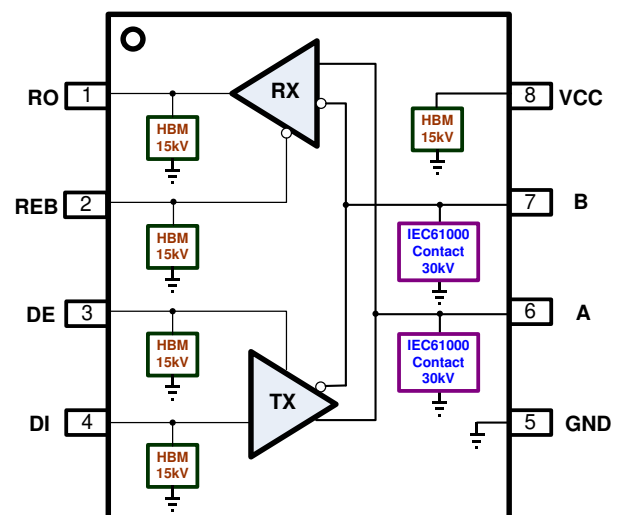 RO 1
RX
8 VCC
HBM
15kV
HBM
15kV
REB 2
7 B
HBM
15kV
IEC61000
Contact
30kV
DE 3
6 A
HBM
15kV
IEC61000
Contact
30kV
TX
DI 4
5 GND
HBM
15kV